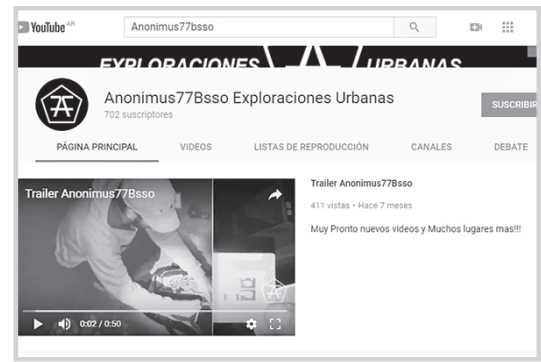 YouTube AR
Anonimus77bsso
EXPLORACIONES URBANAS
Anonimus77Bsso Exploraciones Urbanas
702 suscriptores
SUSCRIBIR
PÁGINA PRINCIPAL VIDEOS LISTAS DE REPRODUCCIÓN CANALES DEBATE
Trailer Anonimus77Bsso
0:02 / 0:50
Trailer Anonimus77Bsso
411 vistas • Hace 7 meses
Muy Pronto nuevos videos y Muchos lugares mas!!!